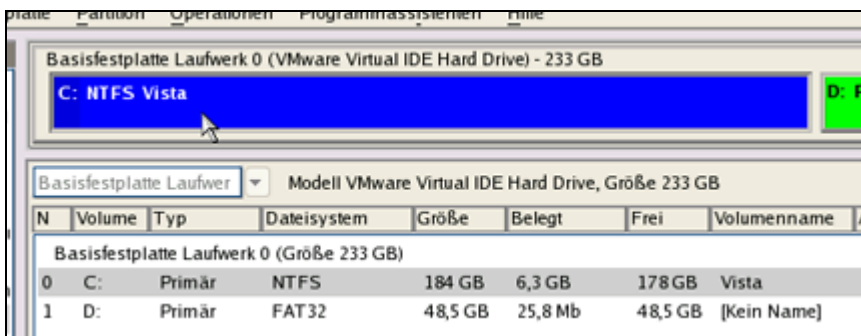 Partition Operationen Programmassistenten Hilfe
Basisfestplatte Laufwerk 0 (VMware Virtual IDE Hard Drive) - 233 GB
C: NTFS Vista D:
Basisfestplatte Laufwer Modell VMware Virtual IDE Hard Drive, Größe 233 GB
N Volume Typ Dateisystem Größe Belegt Frei Volumenname
Basisfestplatte Laufwerk 0 (Größe 233 GB)
0 C: Primär NTFS 184 GB 6,3 GB 178 GB Vista
1 D: Primär FAT32 48,5 GB 25,8 Mb 48,5 GB [Kein Name]